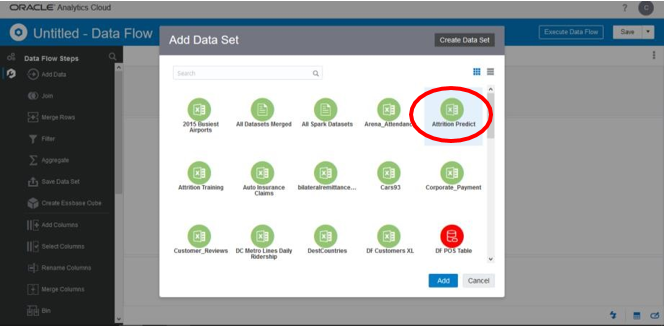 ORACLE Analytics Cloud
?
C
Untitled - Data Flow
Execute Data Flow
Save
Add Data Set
Create Data Set
Data Flow Steps
Add Data
Join
Merge Rows
Filter
Aggregate
Save Data Set
Create Essbase Cube
Add Columns
Select Columns
Rename Columns
Merge Columns
Bin
Search
2015 Busiest
Airports
All Datasets Merged
All Spark Datasets
Arena_Attendanc
Attrition Predict
Attrition Training
Auto Insurance
Claims
bilateralremittance...
Cars93
Corporate_Payment
Customer_Reviews
DC Metro Lines Daily
Ridership
DestCountries
DF Customers XL
DF POS Table
Add
Cancel